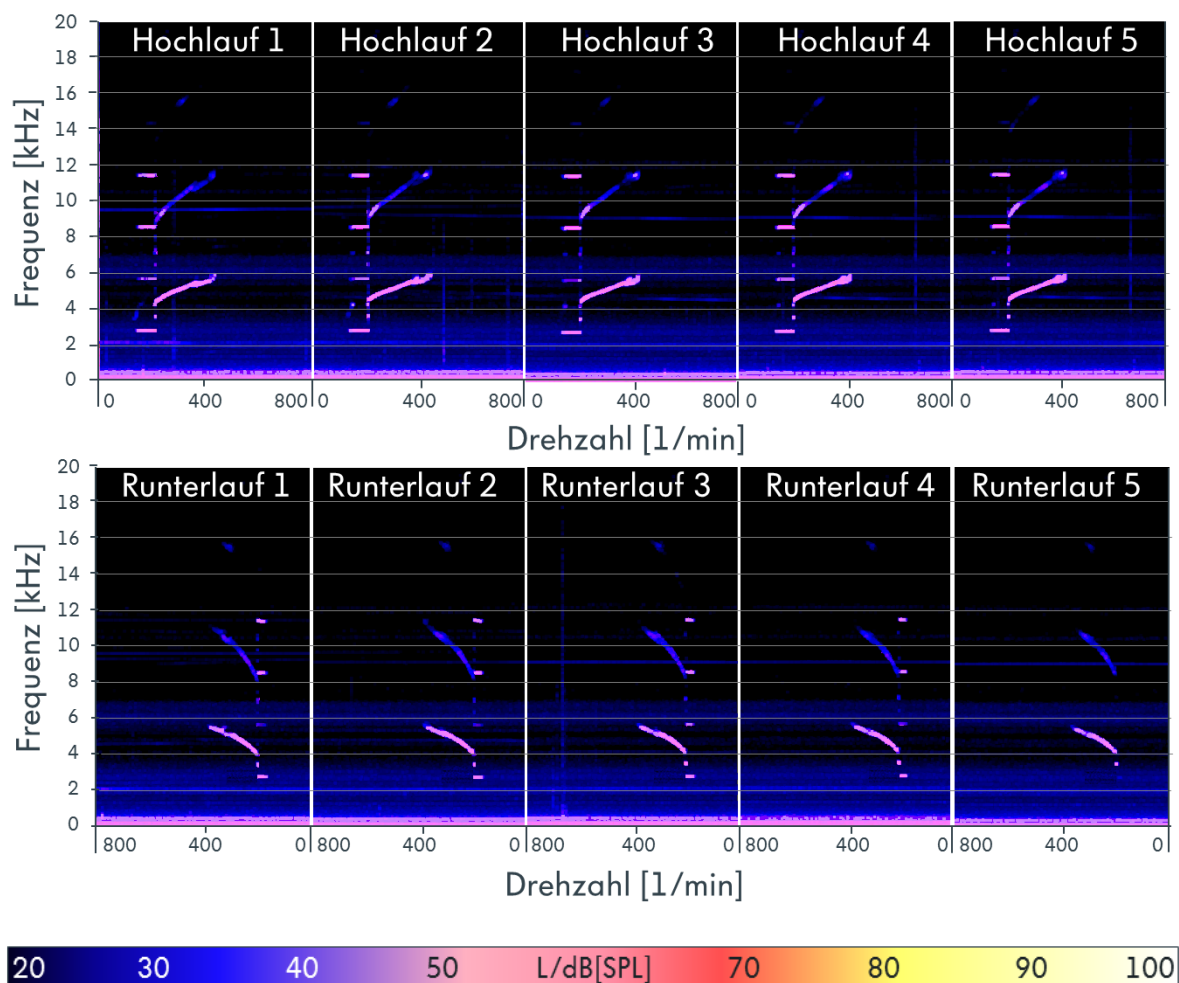 Hochlauf 1 Hochlauf 2 Hochlauf 3 Hochlauf 4 Hochlauf 5
Frequenz [kHz]
20
18
16
14
12
10
8
6
4
2
0
0 400 800 0 400 800 0 400 800 0 400 800 0 400 800
Drehzahl [1/min]
Runterlauf 1 Runterlauf 2 Runterlauf 3 Runterlauf 4 Runterlauf 5
Frequenz [kHz]
20
18
16
14
12
10
8
6
4
2
0
800 400 0 800 400 0 800 400 0 800 400 0 800 400 0
Drehzahl [1/min]
20 30 40 50 L/dB[SPL] 70 80 90 100